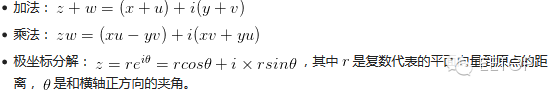 • 加法：z + w = (x + u) + i(y + v)
• 乘法：zw = (xu − yv) + i(xv + yu)
• 极坐标分解：z = re^{iθ} = rcosθ + i × rsinθ，其中 r 是复数代表的平面向量到原点的距
离，θ 是和横轴正方向的夹角。